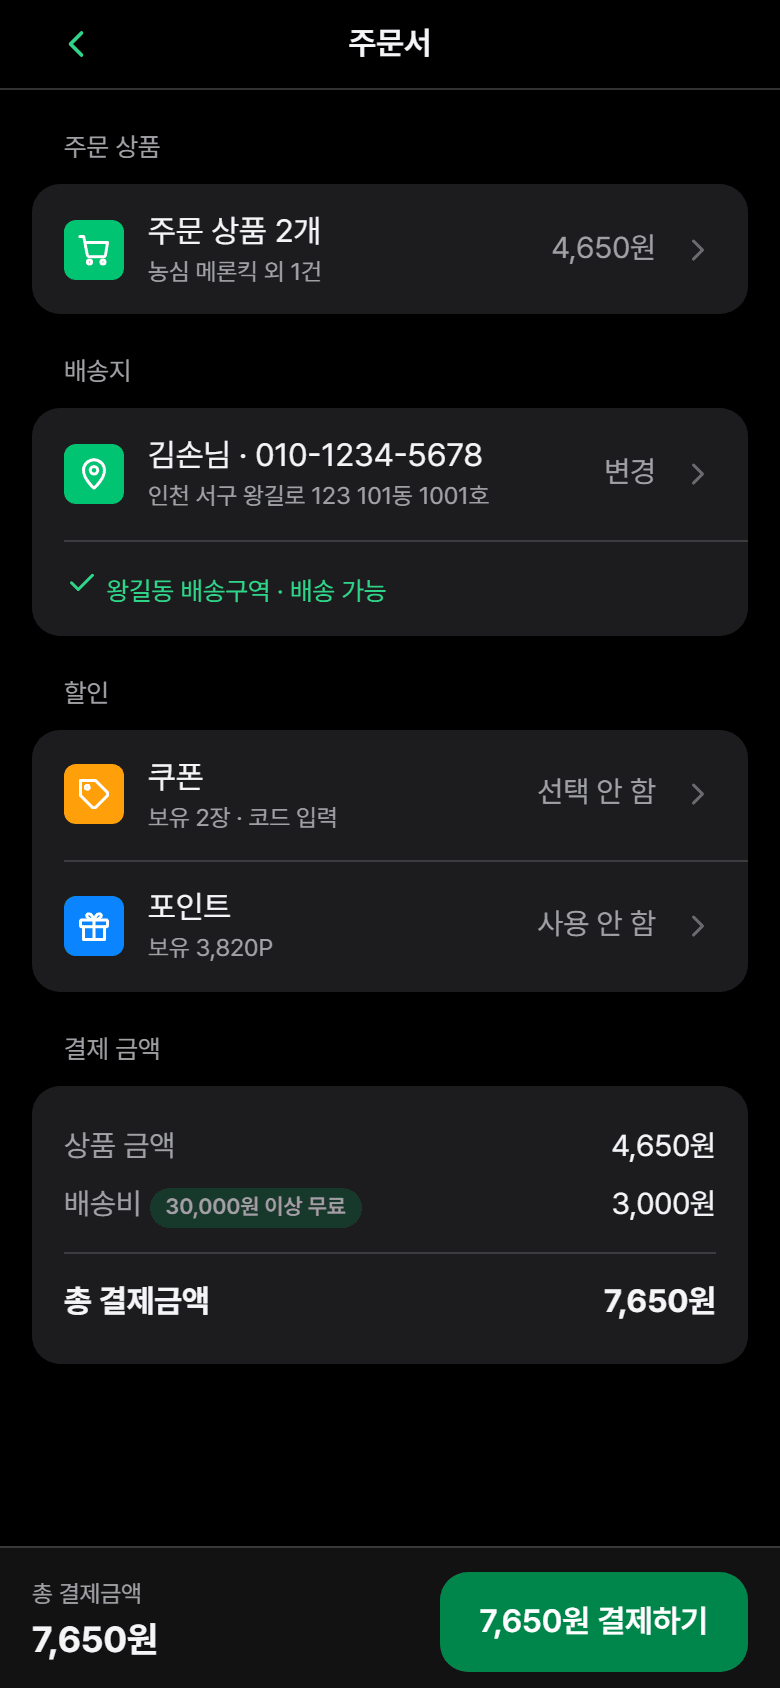 주문서
주문 상품
주문 상품 2개
농심 메론킥 외 1건
4,650원
배송지
김손님 · 010-1234-5678
인천 서구 왕길로 123 101동 1001호
변경
왕길동 배송구역 · 배송 가능
할인
쿠폰
보유 2장 · 코드 입력
선택 안 함
포인트
보유 3,820P
사용 안 함
결제 금액
상품 금액 4,650원
배송비 30,000원 이상 무료 3,000원
총 결제금액 7,650원
총 결제금액
7,650원
7,650원 결제하기